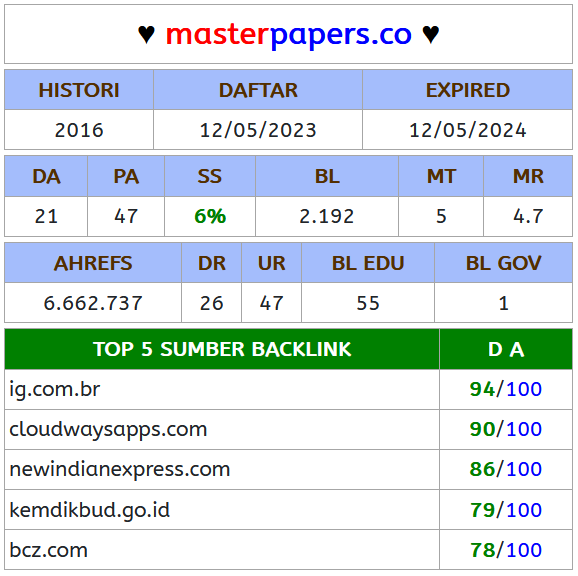 ♥ masterpapers.co ♥
HISTORI DAFTAR EXPIRED
2016 12/05/2023 12/05/2024
DA PA SS BL MT MR
21 47 6% 2.192 5 4.7
AHREFS DR UR BL EDU BL GOV
6.662.737 26 47 55 1
TOP 5 SUMBER BACKLINK D A
ig.com.br 94/100
cloudwaysapps.com 90/100
newindianexpress.com 86/100
kemdikbud.go.id 79/100
bcz.com 78/100